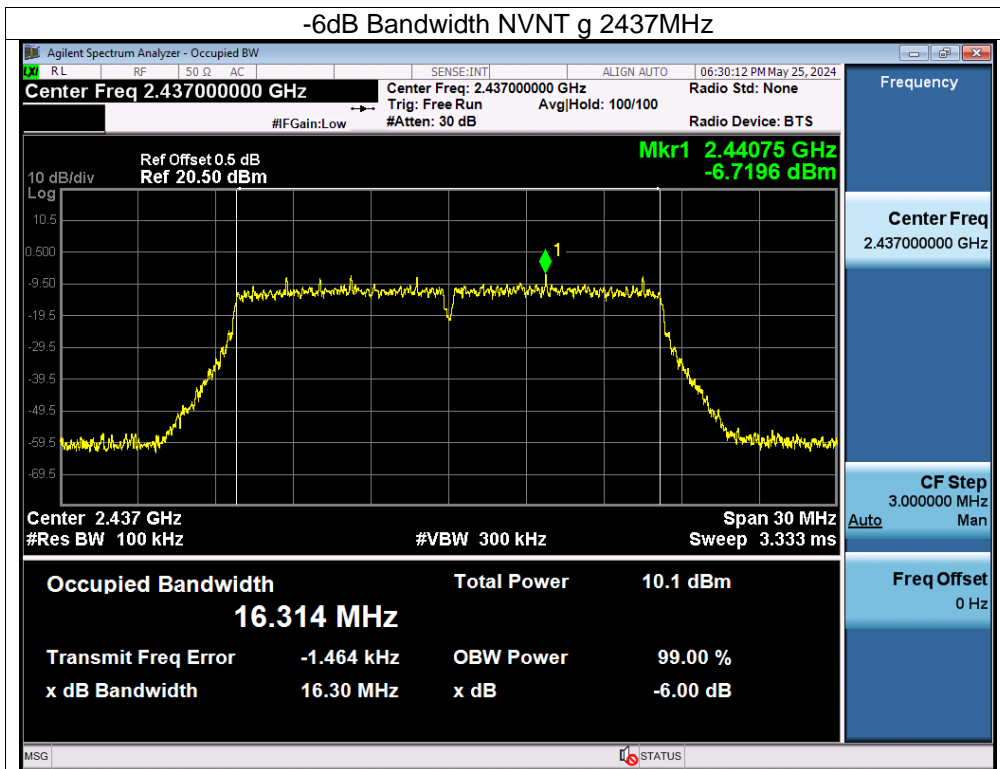 -6dB Bandwidth NVNT g 2437MHz
Agilent Spectrum Analyzer - Occupied BW
LXI RL RF 50 Ω AC SENSE:INT ALIGN AUTO 06:30:12 PM May 25, 2024
Center Freq 2.437000000 GHz
Center Freq: 2.437000000 GHz
Radio Std: None
Trig: Free Run Avg|Hold: 100/100
#IFGain:Low #Atten: 30 dB Radio Device: BTS
Frequency
Mkr1 2.44075 GHz
-6.7196 dBm
Ref Offset 0.5 dB
10 dB/div Ref 20.50 dBm
Log
10.5
0.500
-9.50
-19.5
-29.5
-39.5
-49.5
-59.5
-69.5
1
Center 2.437 GHz Span 30 MHz
#Res BW 100 kHz #VBW 300 kHz Sweep 3.333 ms
Center Freq
2.437000000 GHz
CF Step
3.000000 MHz
Auto Man
Freq Offset
0 Hz
Occupied Bandwidth Total Power 10.1 dBm
16.314 MHz
Transmit Freq Error -1.464 kHz OBW Power 99.00 %
x dB Bandwidth 16.30 MHz x dB -6.00 dB
MSG STATUS